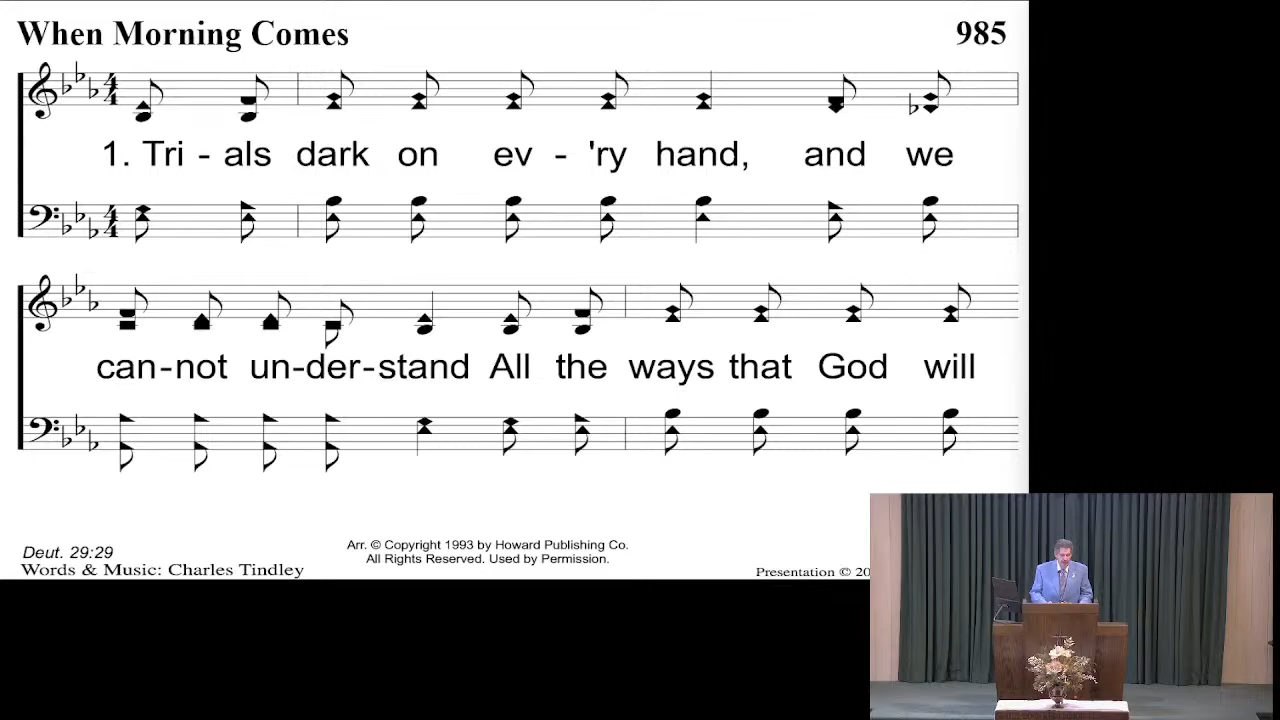 When Morning Comes 985
1. Tri - als dark on ev - 'ry hand, and we
can-not un-der-stand All the ways that God will
Deut. 29:29
Words & Music: Charles Tindley
Arr. © Copyright 1993 by Howard Publishing Co.
All Rights Reserved. Used by Permission.
Presentation © 20